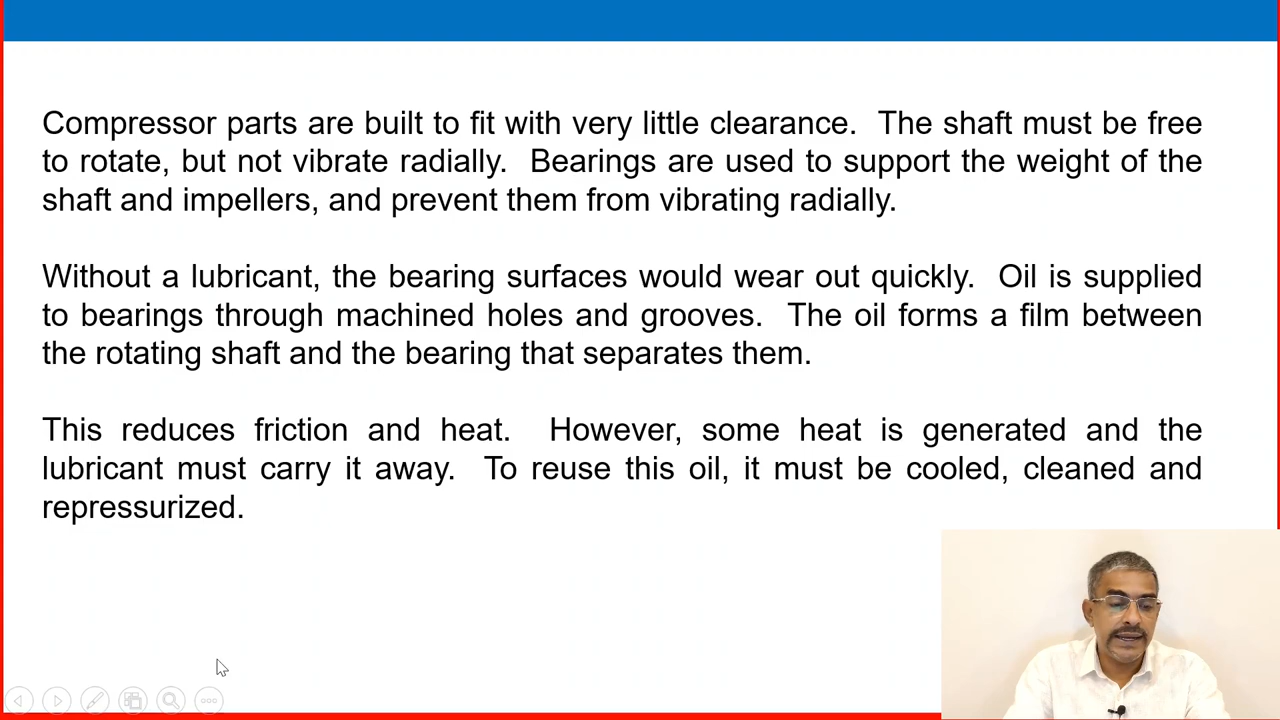 Compressor parts are built to fit with very little clearance.  The shaft must be free
to rotate, but not vibrate radially.  Bearings are used to support the weight of the
shaft and impellers, and prevent them from vibrating radially.
Without a lubricant, the bearing surfaces would wear out quickly.  Oil is supplied
to bearings through machined holes and grooves.  The oil forms a film between
the rotating shaft and the bearing that separates them.
This reduces friction and heat.  However, some heat is generated and the
lubricant must carry it away.  To reuse this oil, it must be cooled, cleaned and
repressurized.